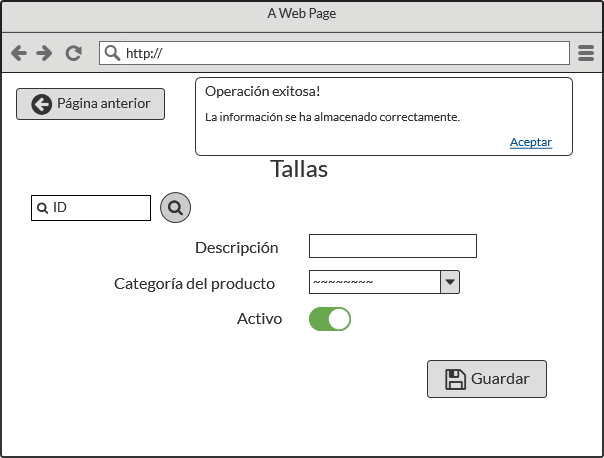 A Web Page
http://
Página anterior
Operación exitosa!
La información se ha almacenado correctamente.
Aceptar
Tallas
ID
Descripción
Categoría del producto
~~~~~~~~
Activo
Guardar